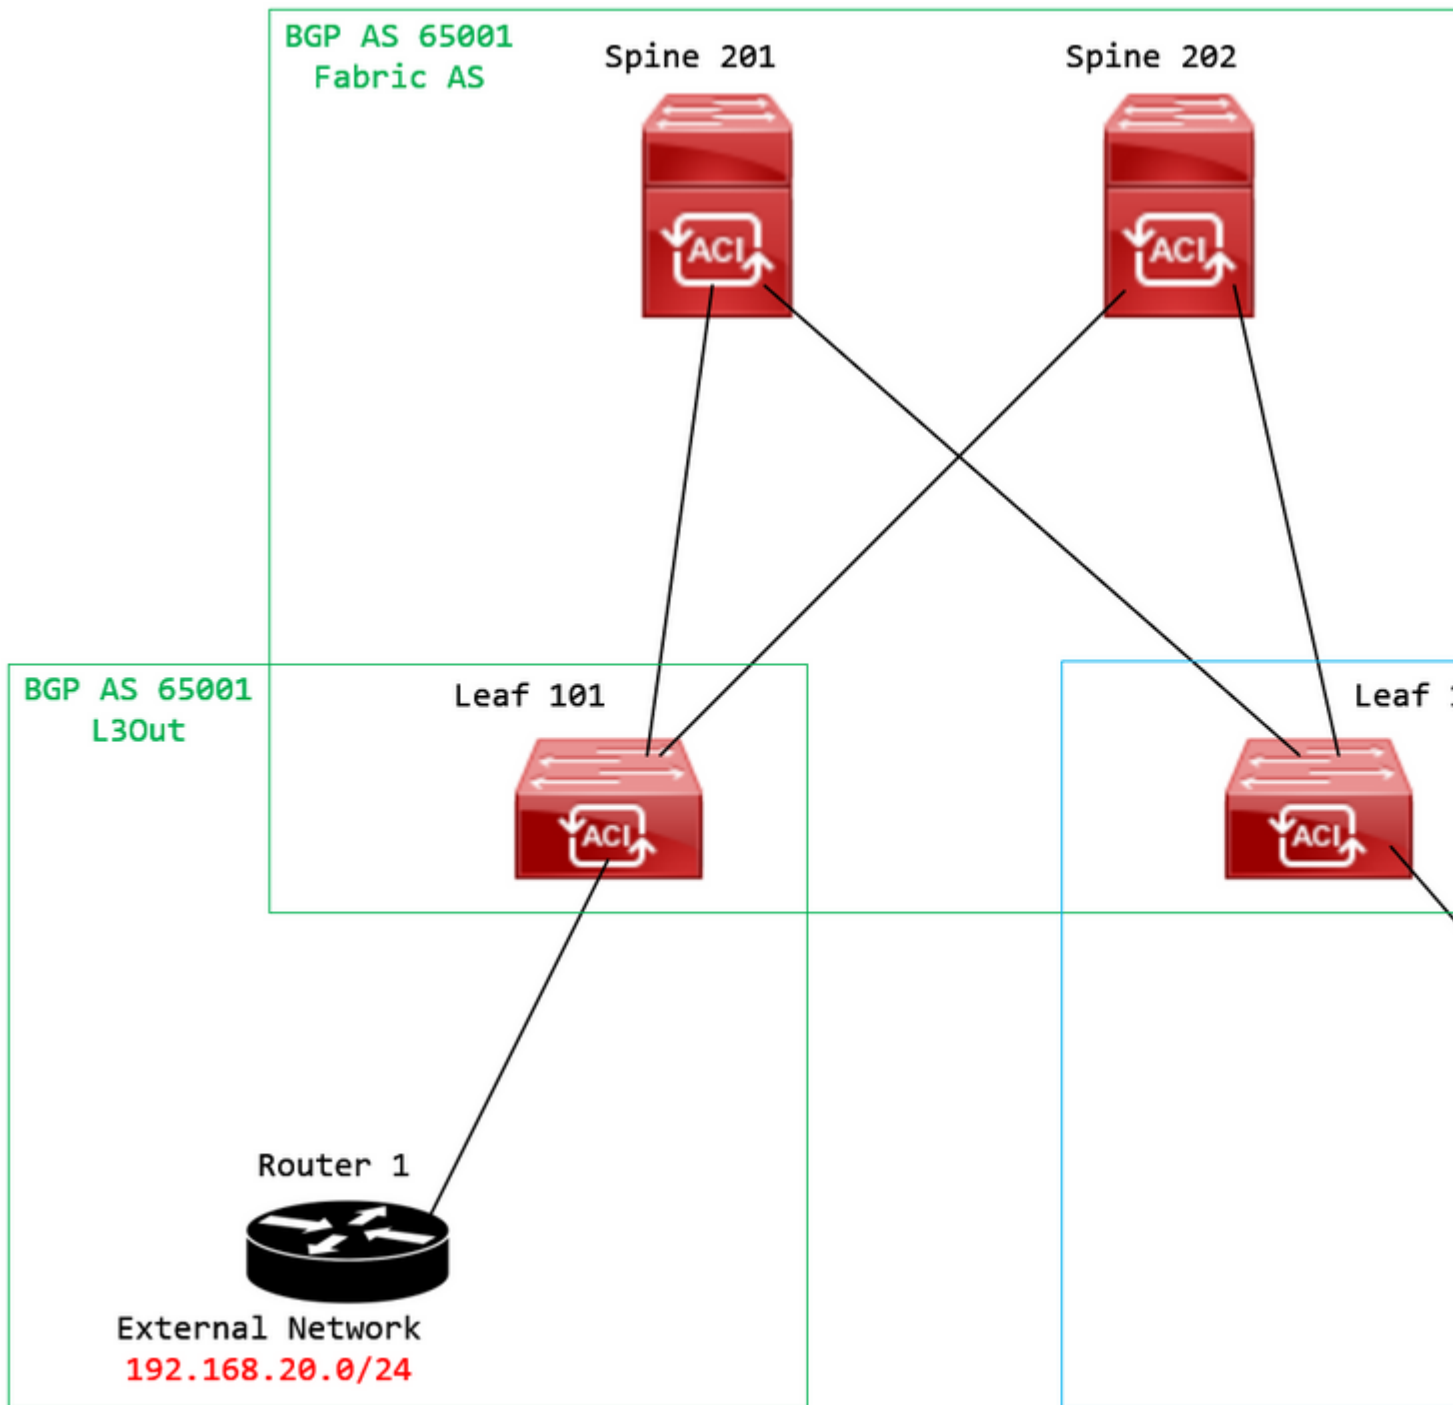 BGP AS 65001
Fabric AS
Spine 201
Spine 202
ACI
ACI
BGP AS 65001
L3Out
Leaf 101
Leaf
ACI
ACI
Router 1
External Network
192.168.20.0/24